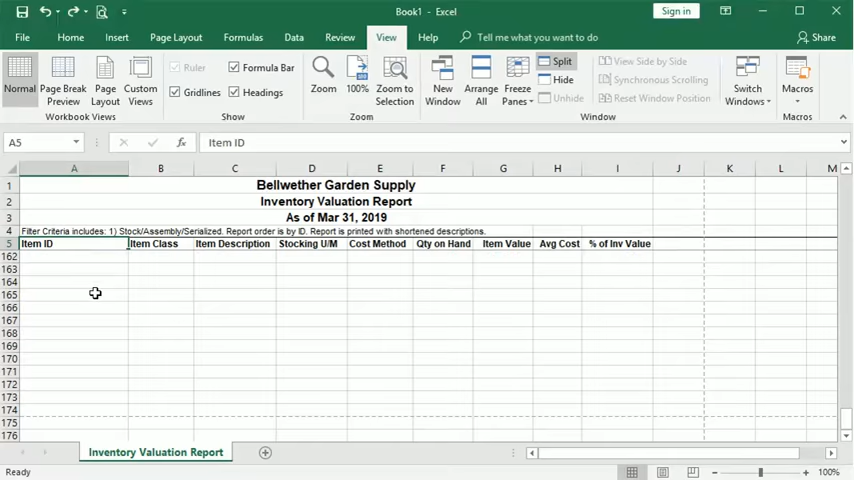 Book1 - Excel
Sign in
File Home Insert Page Layout Formulas Data Review View Help Tell me what you want to do Share
Ruler Formula Bar
Gridlines Headings
Normal Page Break Preview Page Layout Custom Views
Workbook Views
Show
Zoom 100% Zoom to Selection
Zoom
New Window Arrange All Freeze Panes
Split
Hide
Unhide
View Side by Side
Synchronous Scrolling
Reset Window Position
Window
Switch Windows
Macros
Macros
A5 fx Item ID
A B C D E F G H I J K L M
1 Bellwether Garden Supply
2 Inventory Valuation Report
3 As of Mar 31, 2019
4 Filter Criteria includes: 1) Stock/Assembly/Serialized. Report order is by ID. Report is printed with shortened descriptions.
5 Item ID Item Class Item Description Stocking U/M Cost Method Qty on Hand Item Value Avg Cost % of Inv Value
162
163
164
165
166
167
168
169
170
171
172
173
174
175
176
Inventory Valuation Report
Ready 100%